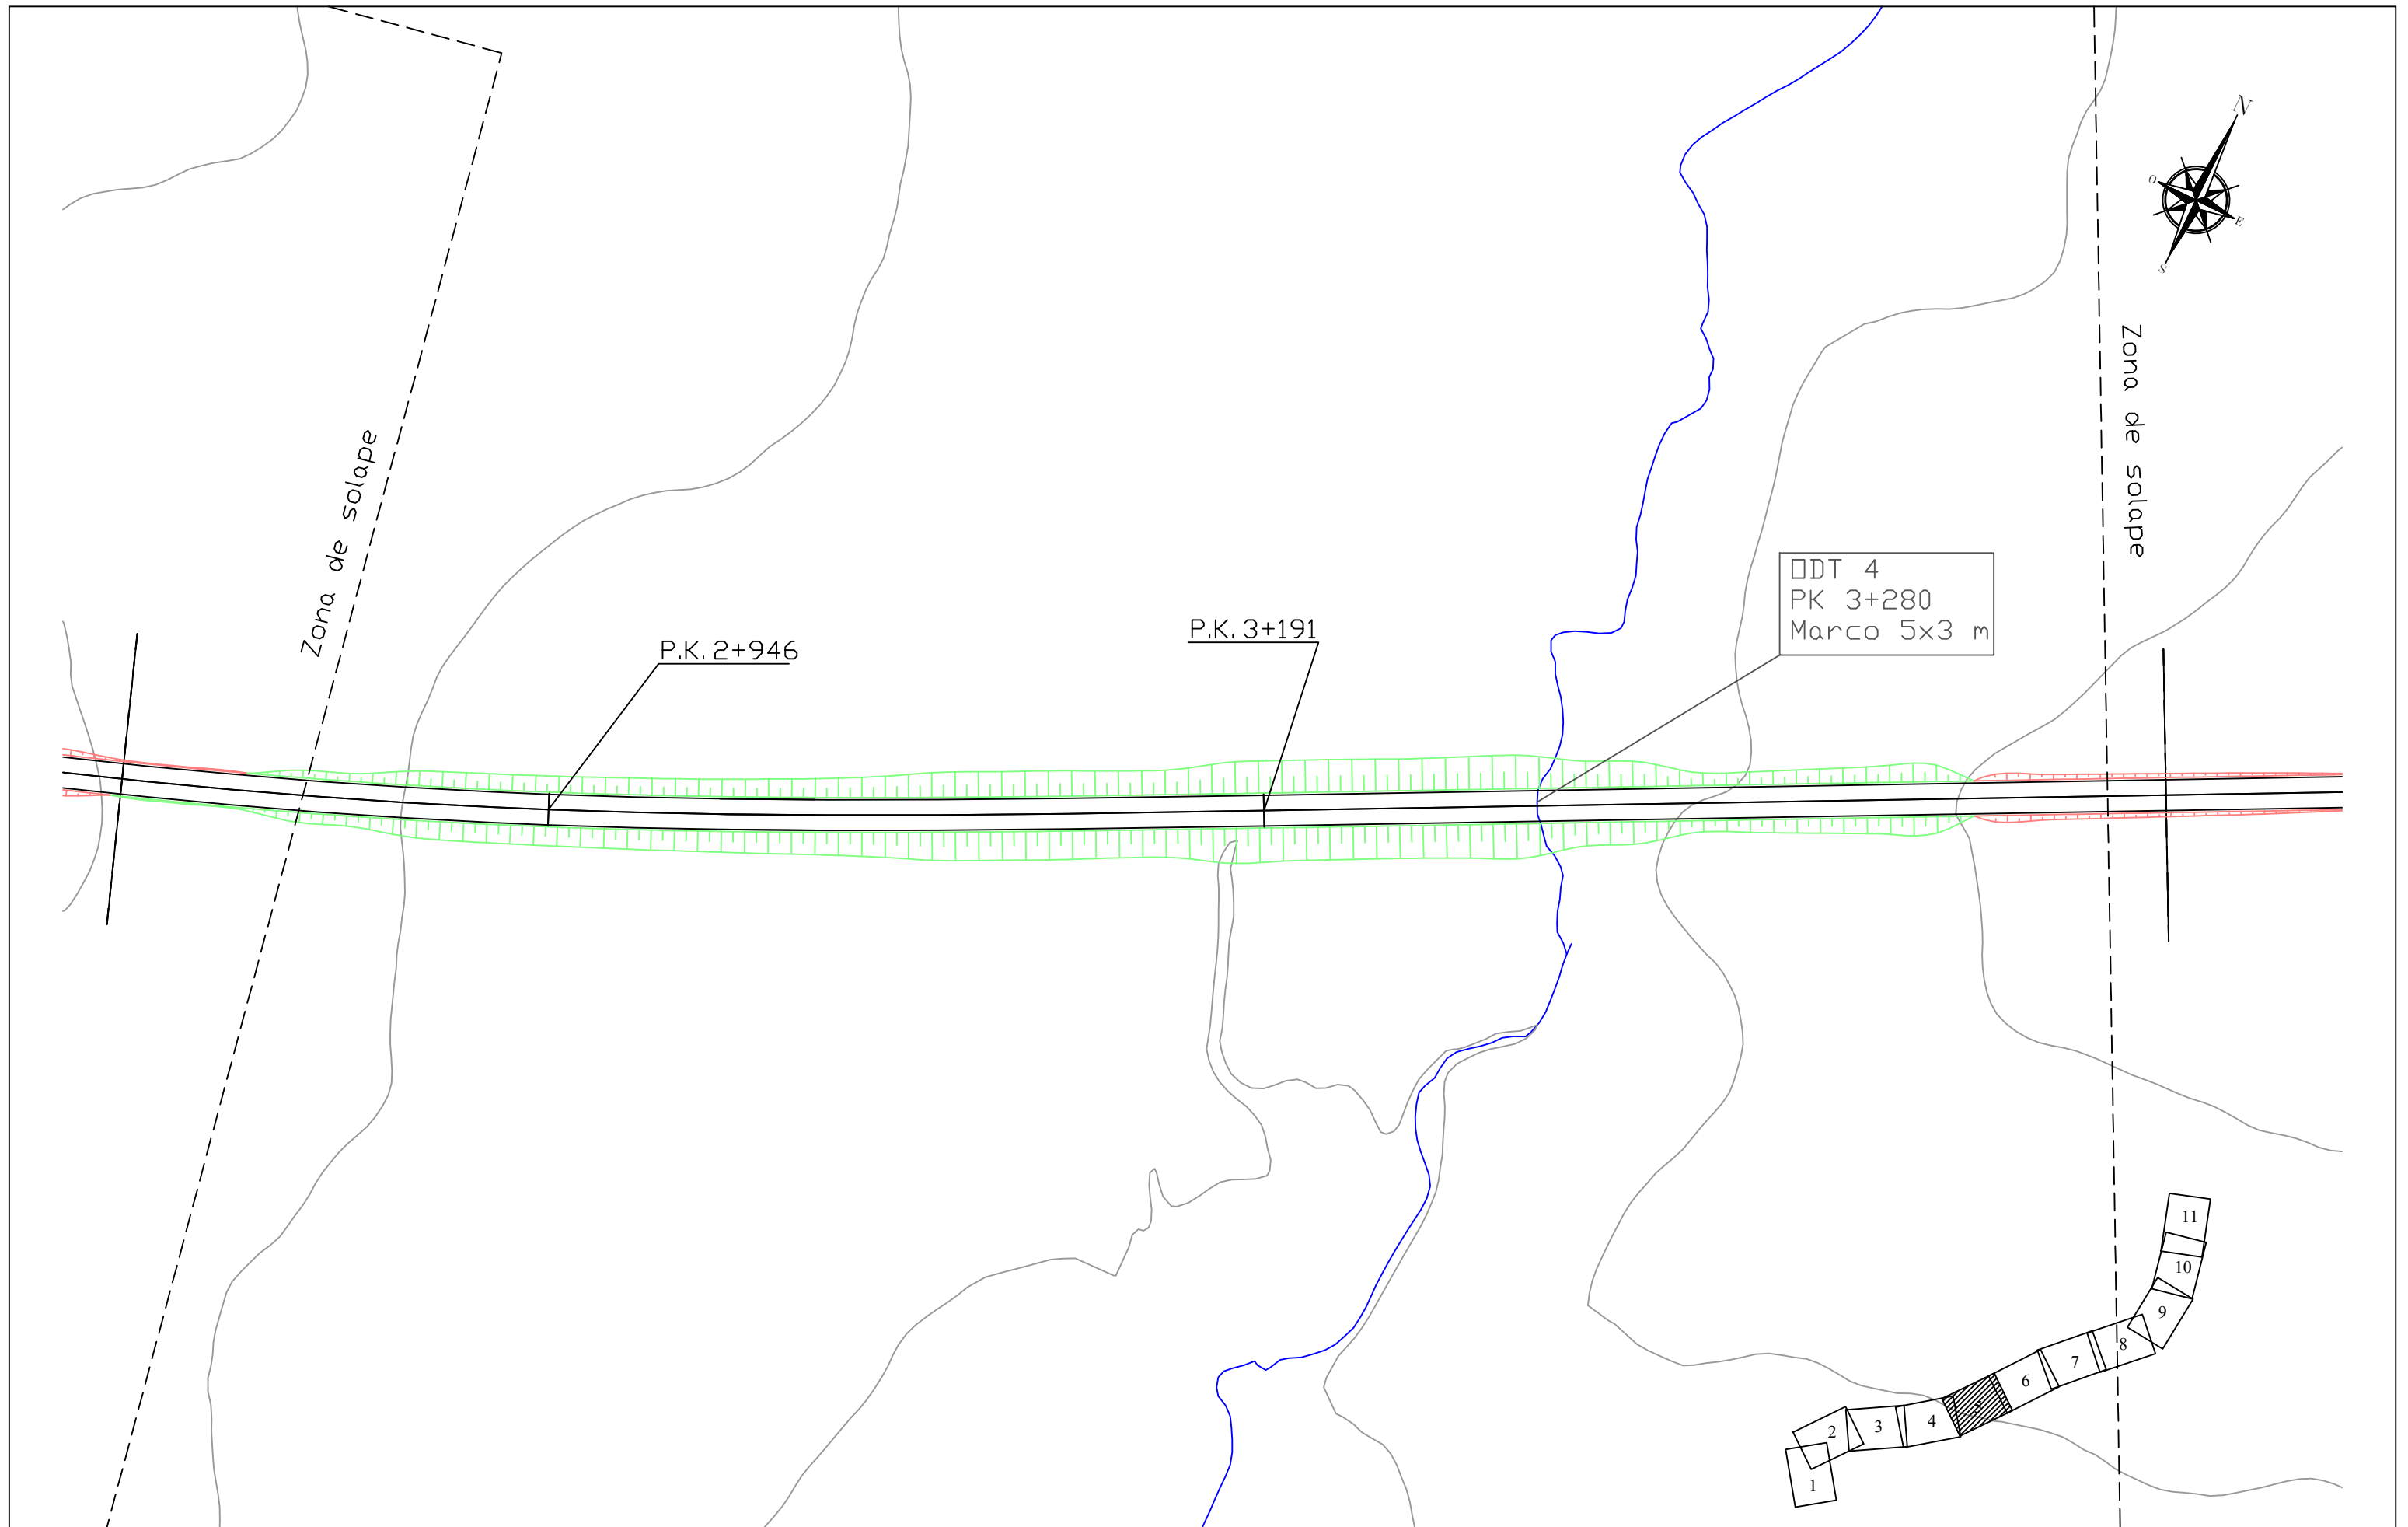 N
O
E
S
Zona de solape
Zona de solape
ODT 4
PK 3+280
Marco 5x3 m
P.K. 3+191
P.K. 2+946
11
10
9
8
7
6
5
4
3
2
1